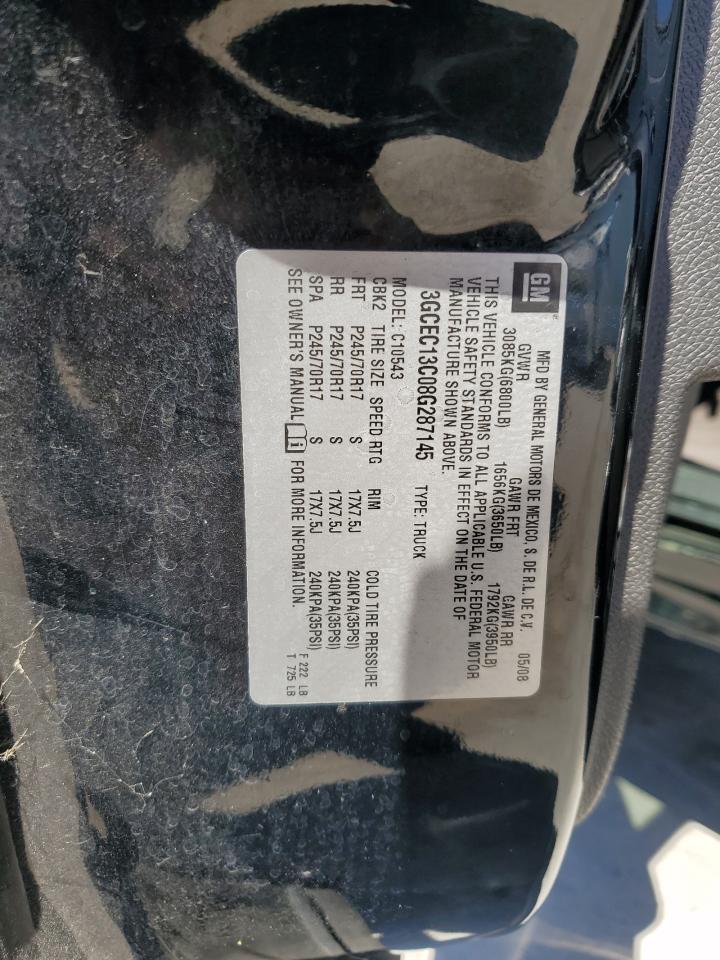 GM
MFD BY GENERAL MOTORS DE MEXICO, S. DE R.L. DE C.V. 05/08
GVWR GAWR FRT GAWR RR
3085KG(6800LB) 1656KG(3650LB) 1792KG(3950LB)
THIS VEHICLE CONFORMS TO ALL APPLICABLE U.S. FEDERAL MOTOR
VEHICLE SAFETY STANDARDS IN EFFECT ON THE DATE OF
MANUFACTURE SHOWN ABOVE.
3GCEC13C08G287145 TYPE: TRUCK
MODEL: C10543
CBK2 TIRE SIZE SPEED RTG RIM COLD TIRE PRESSURE
FRT P245/70R17 S 17X7.5J 240KPA(35PSI)
RR P245/70R17 S 17X7.5J 240KPA(35PSI)
SPA P245/70R17 S 17X7.5J 240KPA(35PSI)
SEE OWNER'S MANUAL i FOR MORE INFORMATION.
F 222 LB
T 725 LB